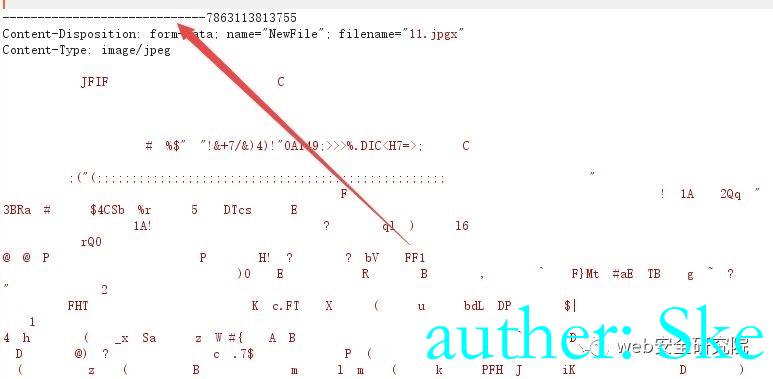 -----------------------------7863113813755
Content-Disposition: form-data; name="NewFile"; filename="11.jpgx"
Content-Type: image/jpeg
JFIF C
# %$" "!&+7/&)4)!"0A149;>>>%.DIC<H7=>; C
;("(;;;;;;;;;;;;;;;;;;;;;;;;;;;;;;;;;;;;;;;;;;;;;;;;;; "
F ! 1A 2Qq "
3BRa # $4CSb %r 5 DTcs E
1A! ? q1 ) 16
rQ0
@ @ P P H! ? ? bV FF1
)0 E R B , ` F}Mt #aE TB g ~ ?
" 2
FHT K c.FT X ( u bdL DP $|
1
4 h ( _x Sa z W #{ A B D
D @) ? c .7$ P (
( z ( B m l m ( k PFH J iK D )
auther: Ske
web安全研究院